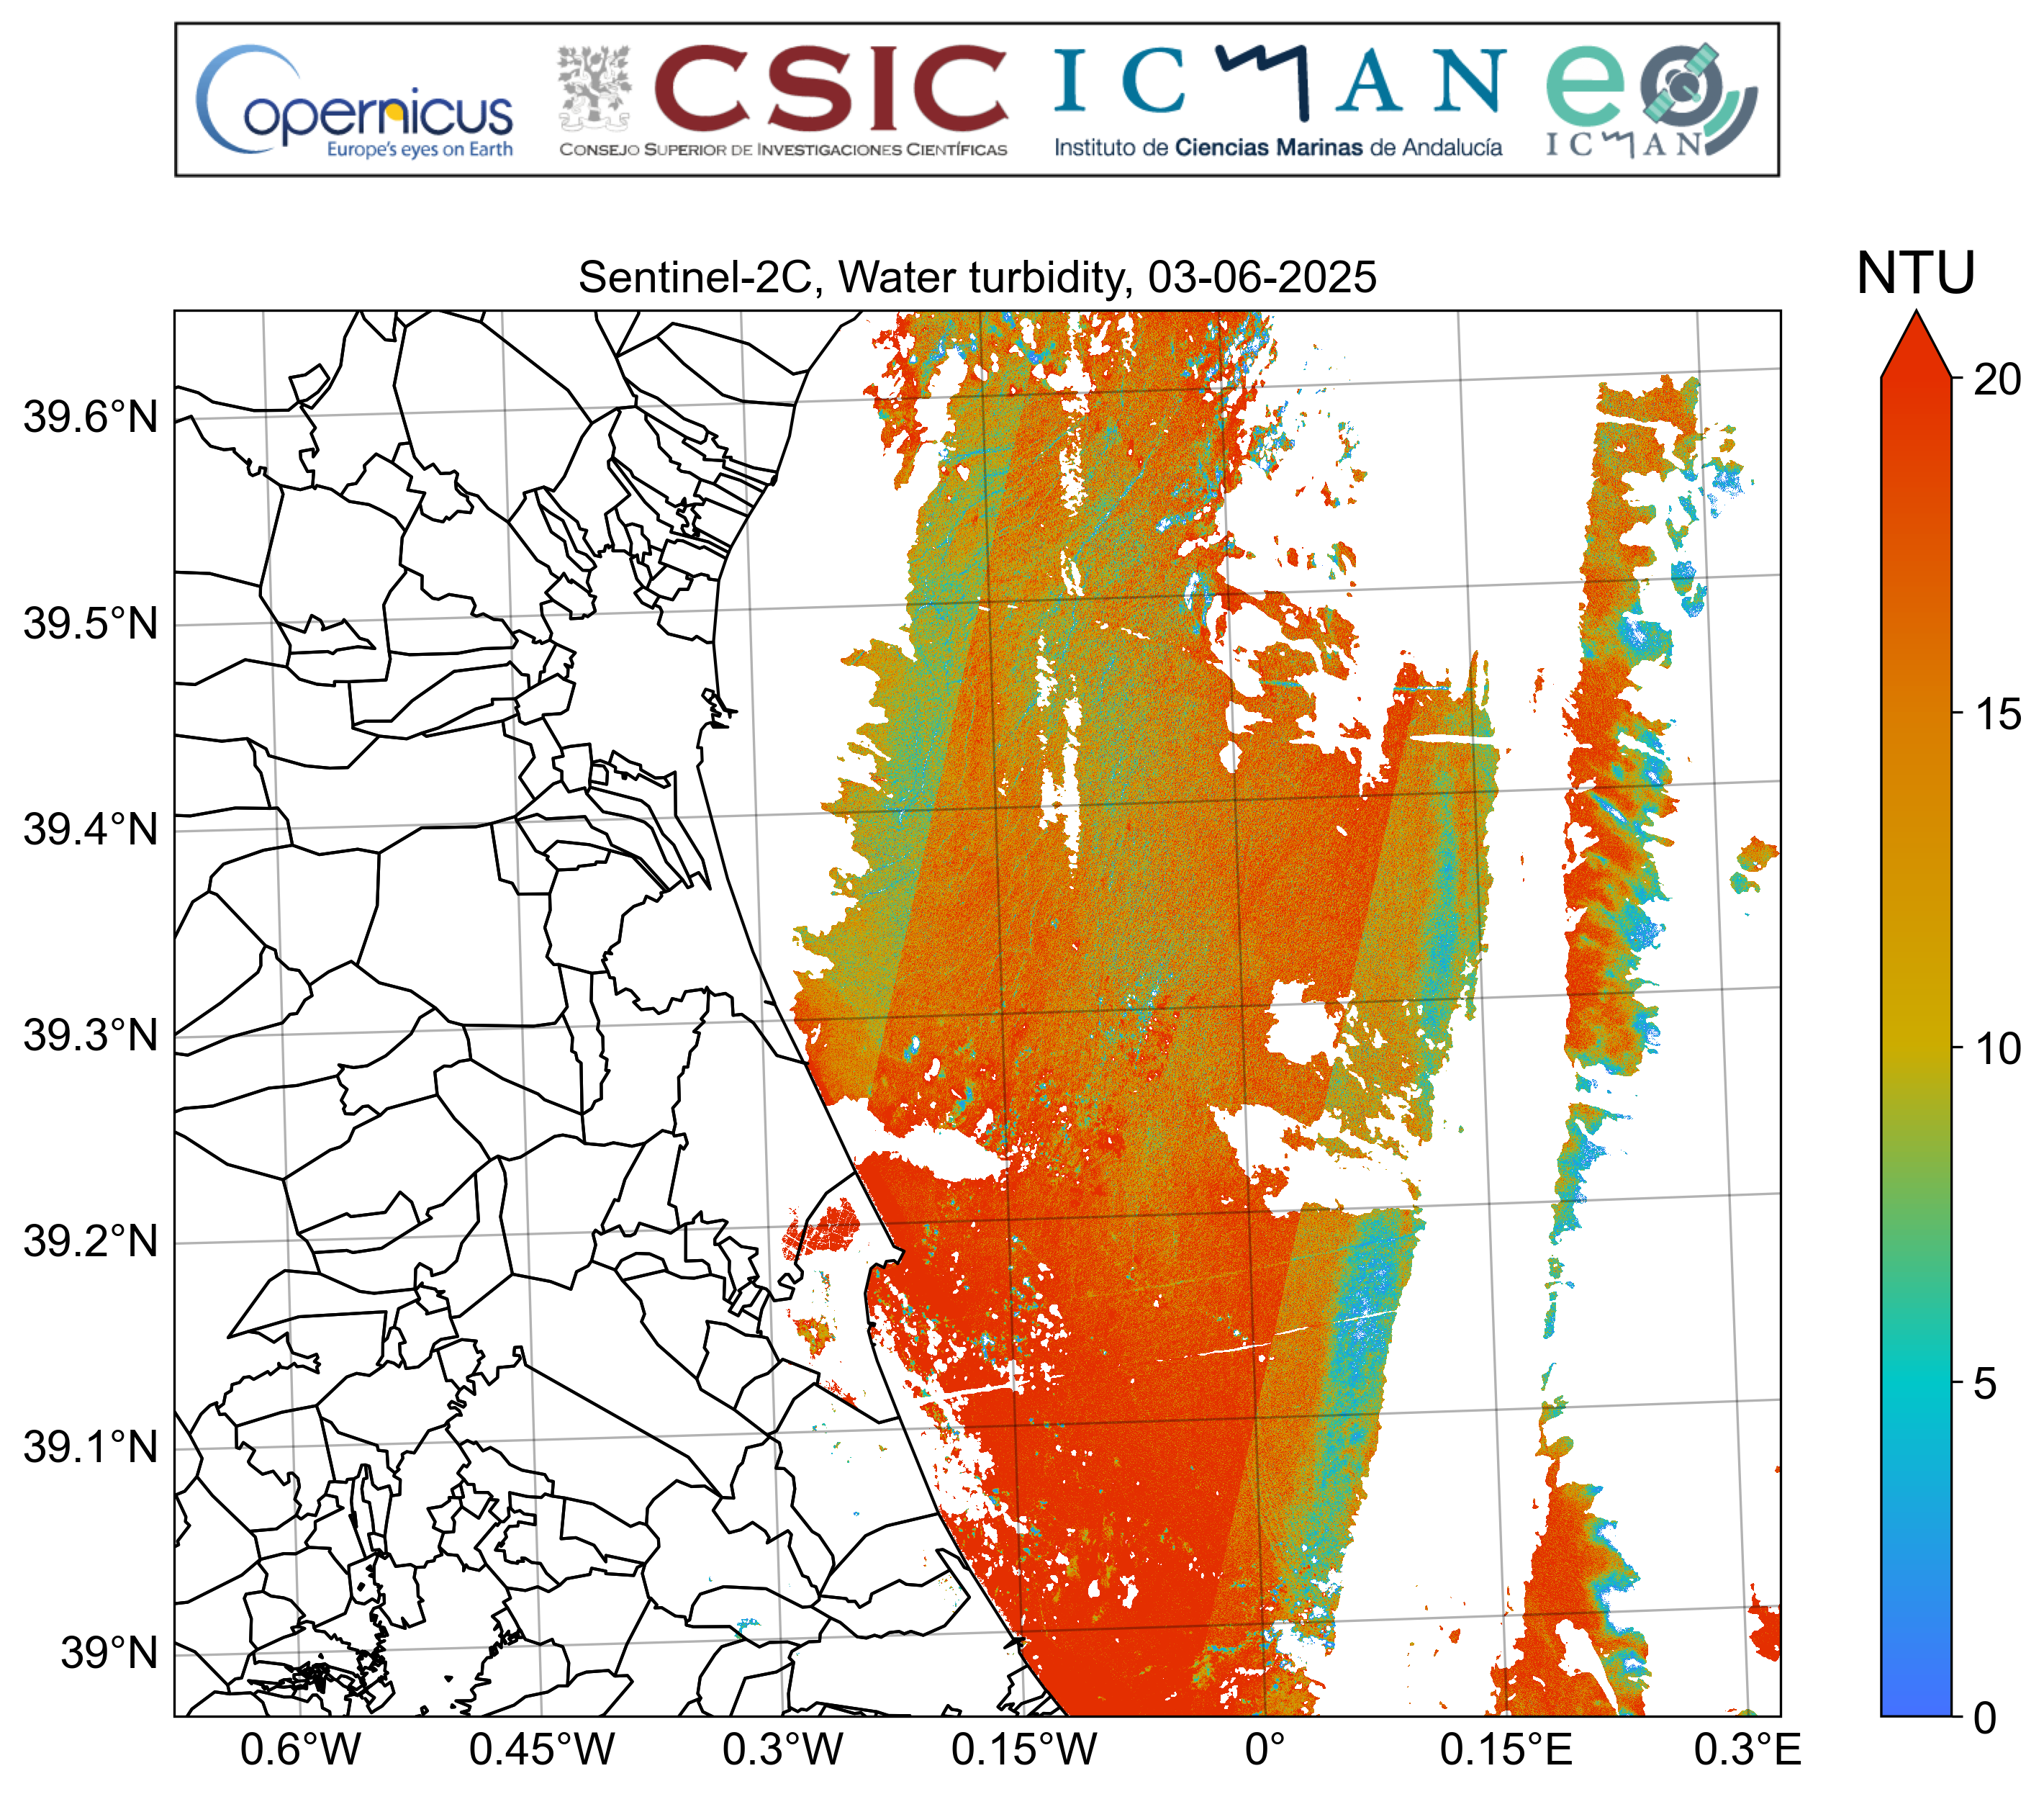 Copernicus
Europe's eyes on Earth
CSIC
CONSEJO SUPERIOR DE INVESTIGACIONES CIENTÍFICAS
ICMAN
Instituto de Ciencias Marinas de Andalucía
eo
ICMAN
Sentinel-2C, Water turbidity, 03-06-2025
NTU
39.6°N
39.5°N
39.4°N
39.3°N
39.2°N
39.1°N
39°N
0.6°W
0.45°W
0.3°W
0.15°W
0°
0.15°E
0.3°E
20
15
10
5
0